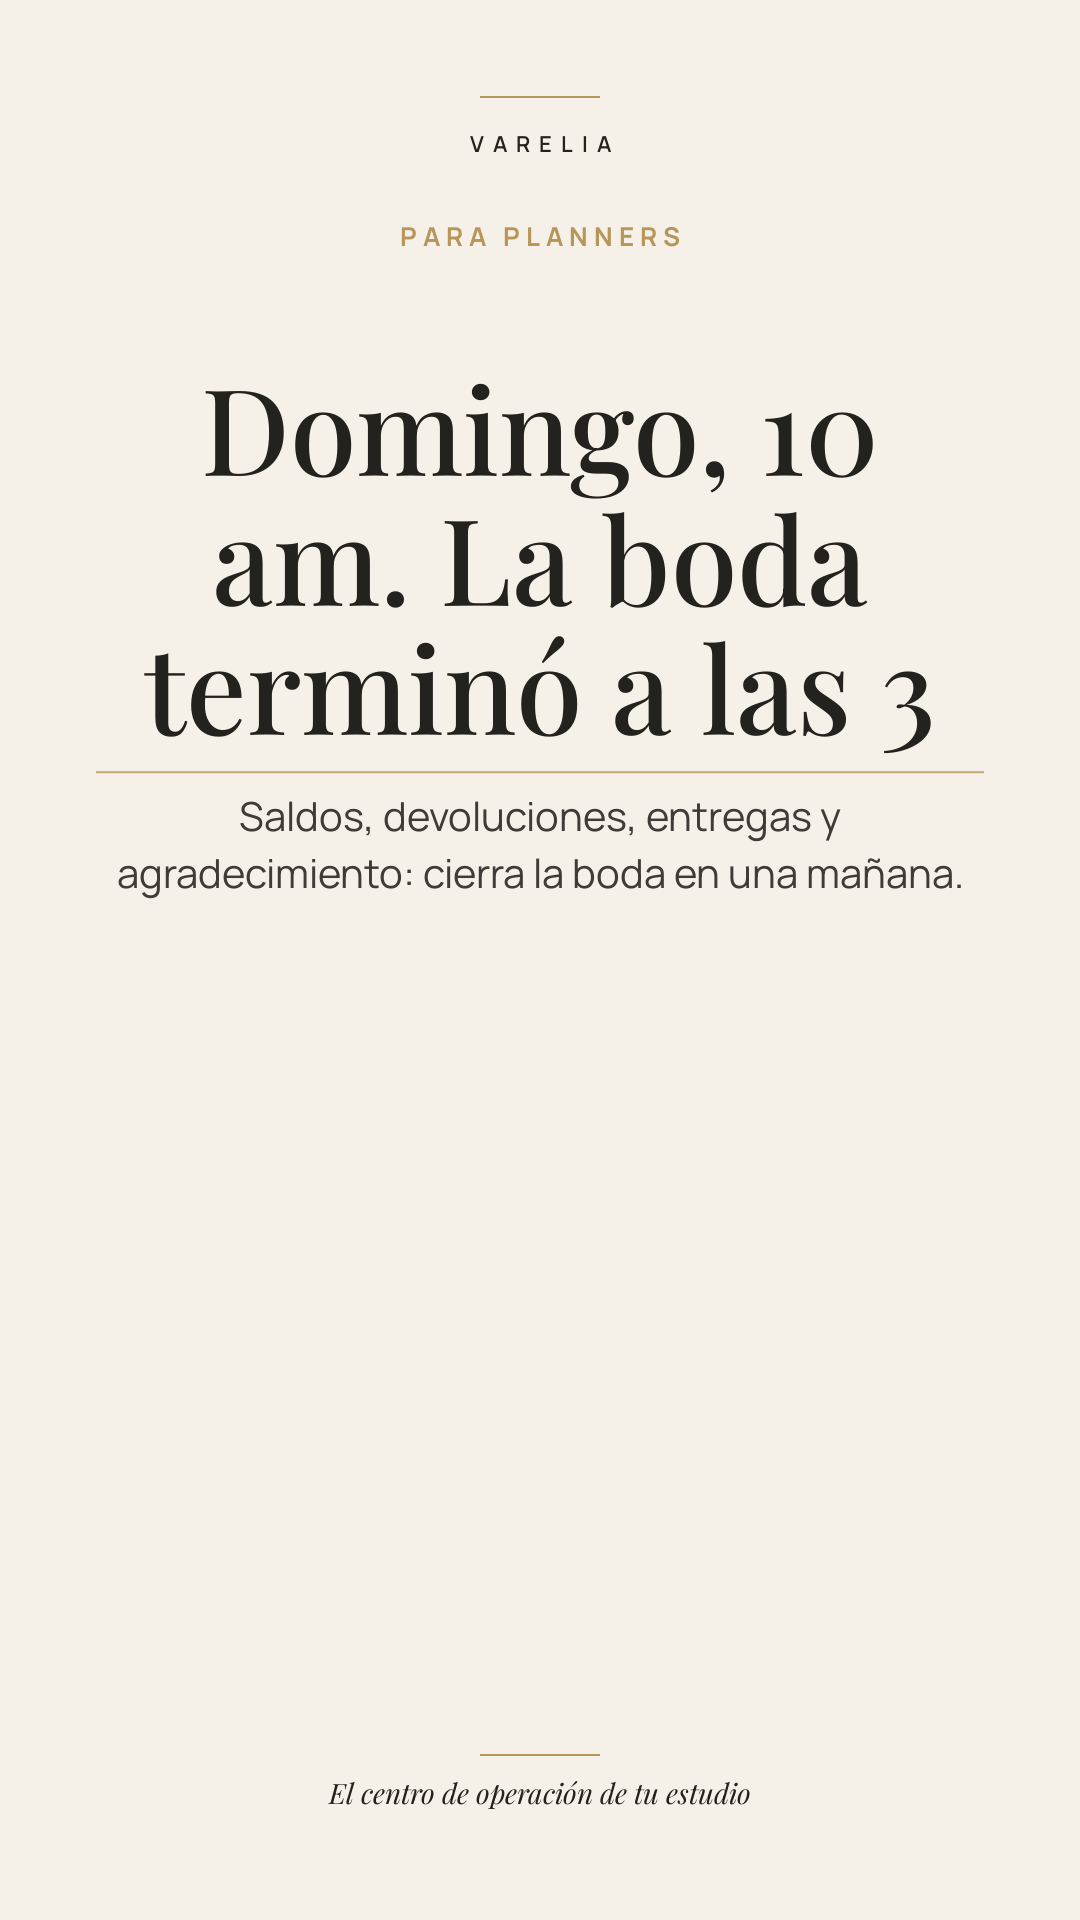 VARELIA
PARA PLANNERS
Domingo, 10
am. La boda
terminó a las 3
Saldos, devoluciones, entregas y
agradecimiento: cierra la boda en una mañana.
El centro de operación de tu estudio